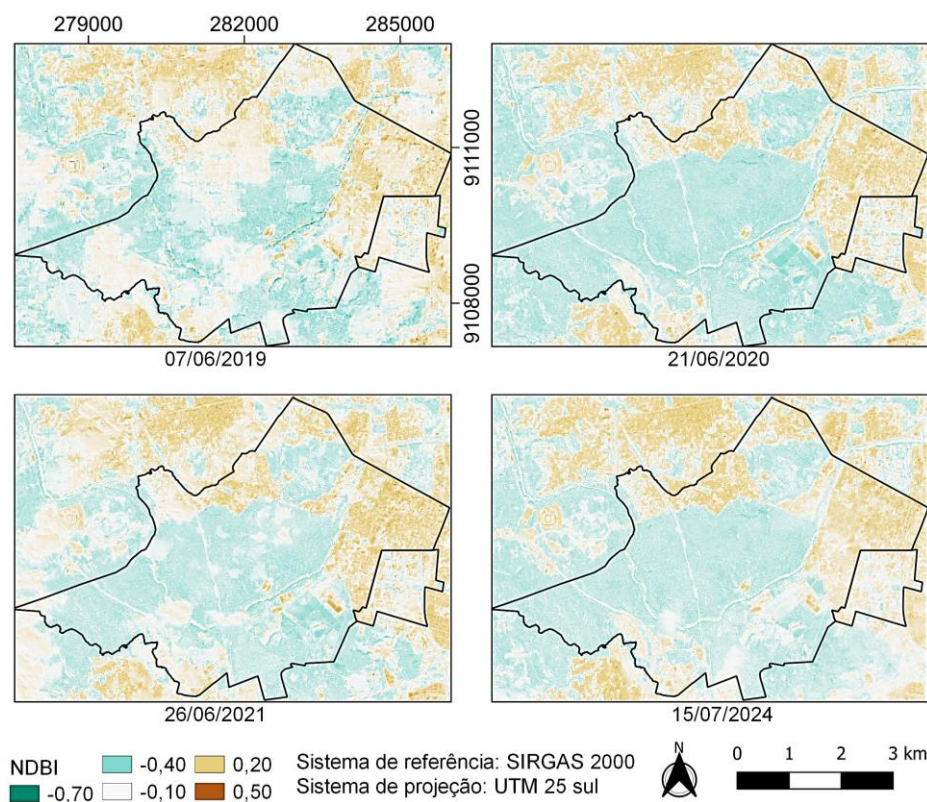 279000 282000 285000
9111000
9108000
07/06/2019 21/06/2020
26/06/2021 15/07/2024
NDBI
-0,70
-0,40
-0,10
0,20
0,50
Sistema de referência: SIRGAS 2000
Sistema de projeção: UTM 25 sul
N
0 1 2 3 km